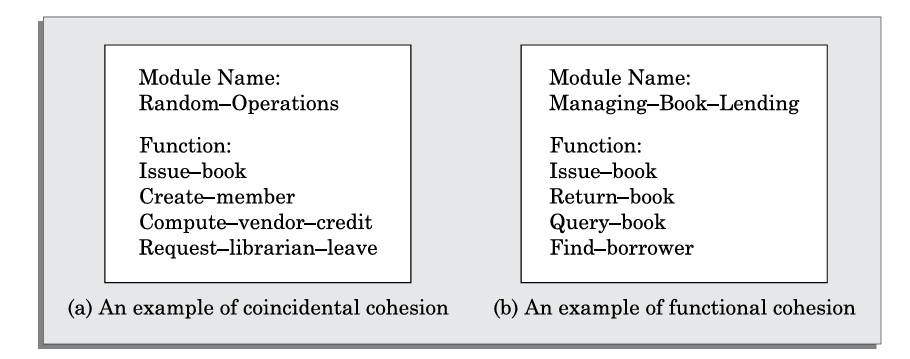 Module Name:
Random–Operations
Function:
Issue–book
Create–member
Compute–vendor–credit
Request–librarian–leave
(a) An example of coincidental cohesion
Module Name:
Managing–Book–Lending
Function:
Issue–book
Return–book
Query–book
Find–borrower
(b) An example of functional cohesion